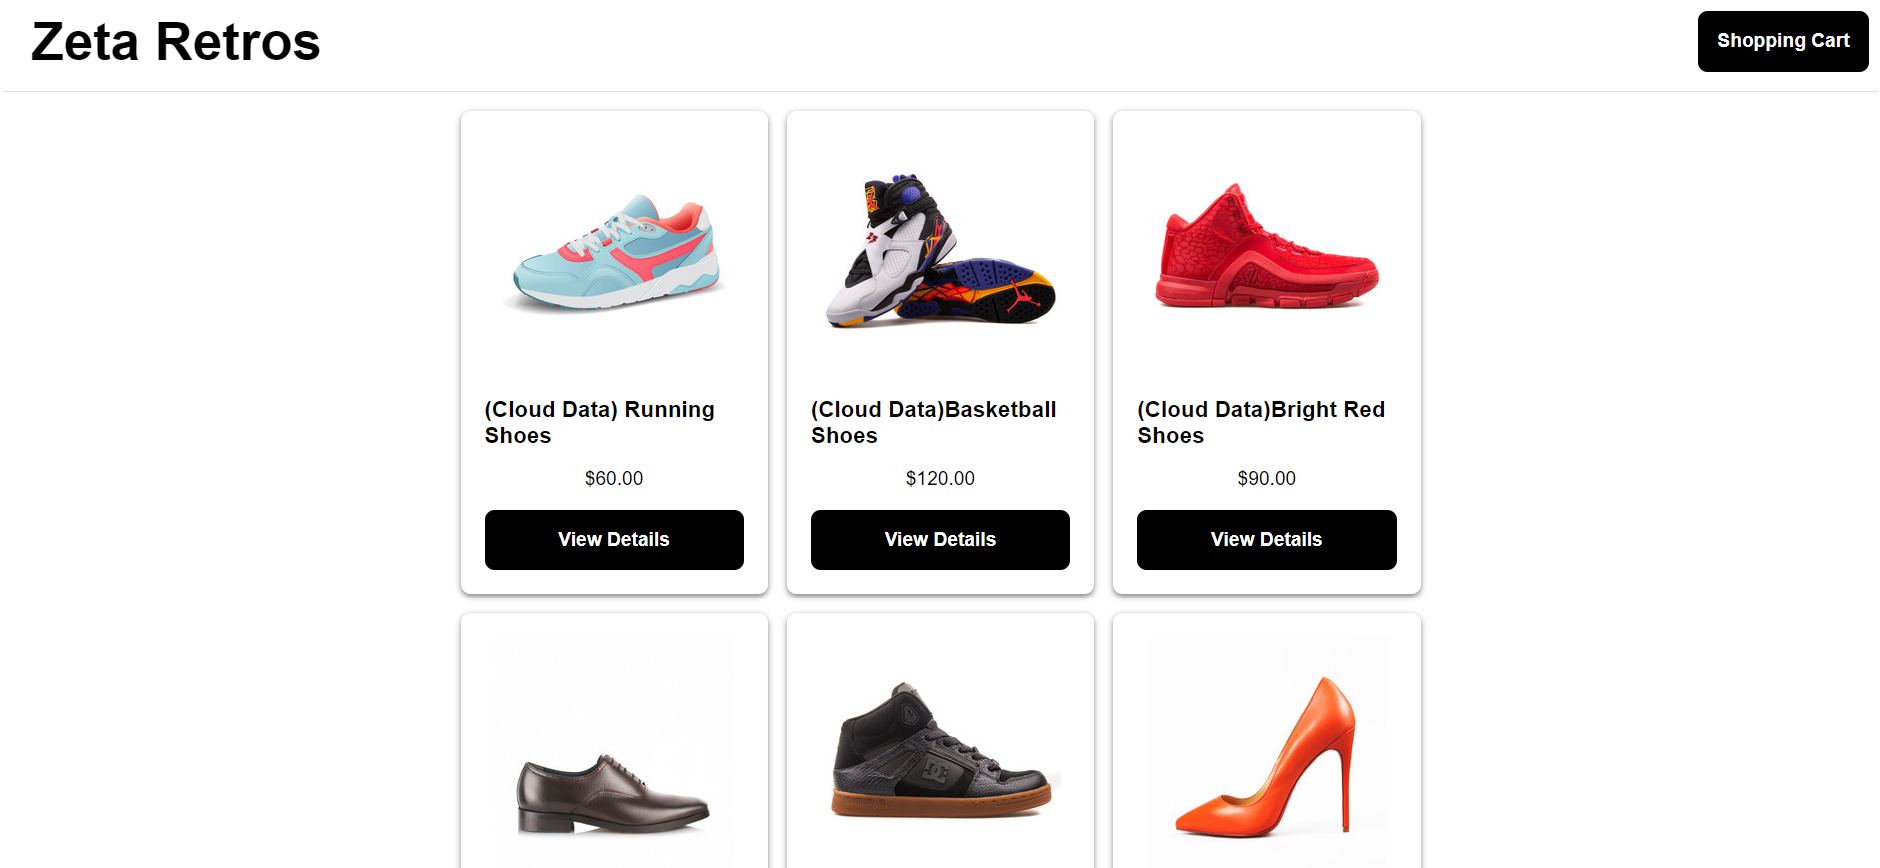 Zeta Retros
Shopping Cart
(Cloud Data) Running
Shoes
$60.00
View Details
(Cloud Data)Basketball
Shoes
$120.00
View Details
(Cloud Data)Bright Red
Shoes
$90.00
View Details